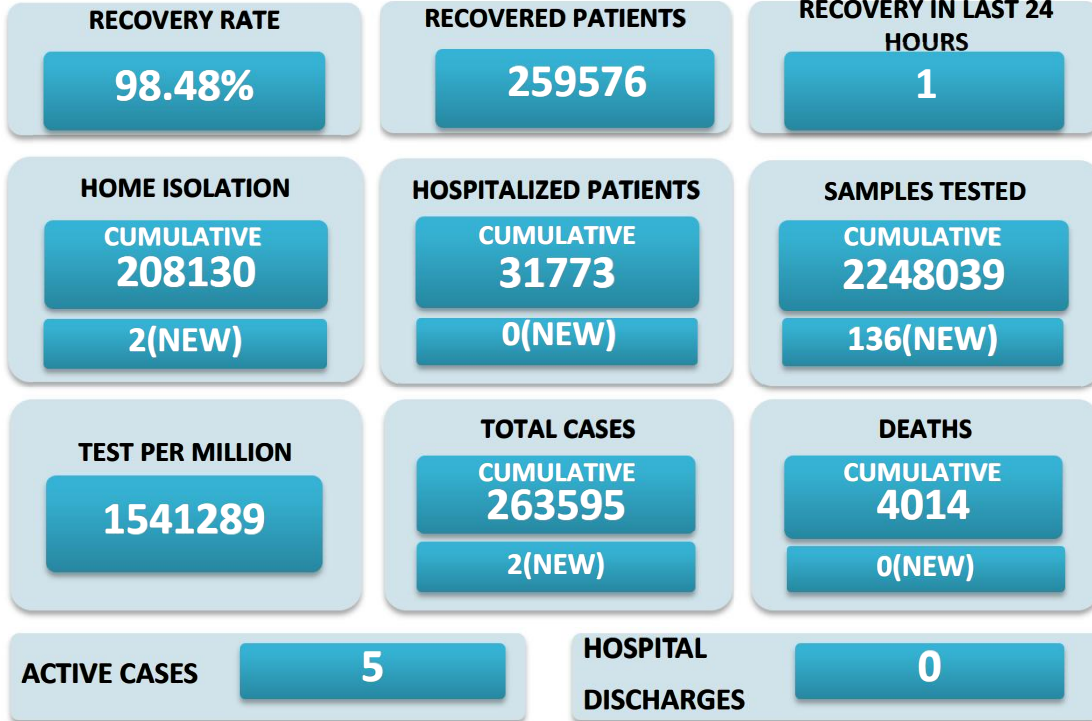 RECOVERY RATE
98.48%
RECOVERED PATIENTS
259576
RECOVERY IN LAST 24
HOURS
1
HOME ISOLATION
CUMULATIVE
208130
2(NEW)
HOSPITALIZED PATIENTS
CUMULATIVE
31773
0(NEW)
SAMPLES TESTED
CUMULATIVE
2248039
136(NEW)
TEST PER MILLION
1541289
TOTAL CASES
CUMULATIVE
263595
2(NEW)
DEATHS
CUMULATIVE
4014
0(NEW)
ACTIVE CASES
5
HOSPITAL
DISCHARGES
0